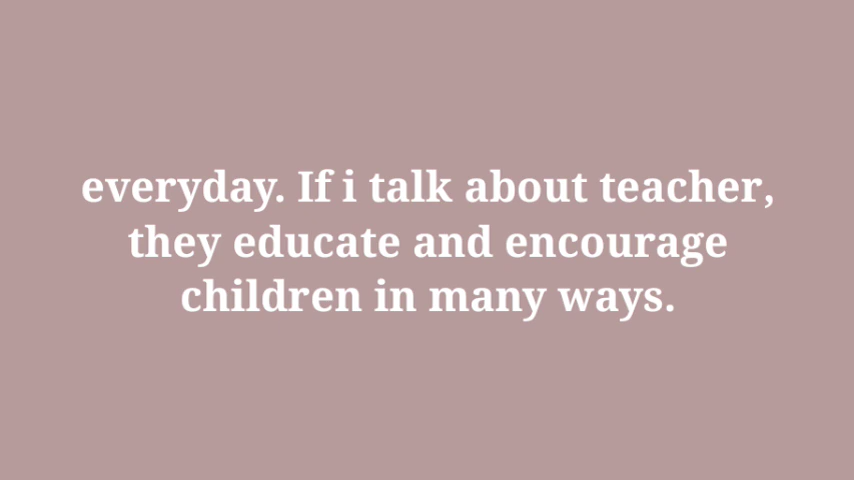 everyday. If i talk about teacher,
they educate and encourage
children in many ways.